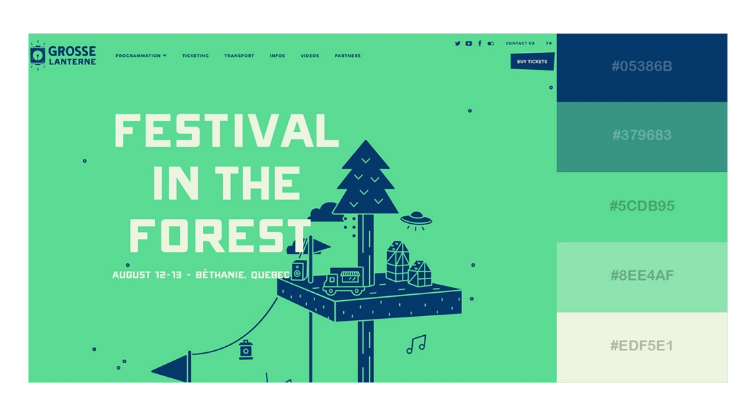 GROSSE
LANTERNE
PROGRAMMATION
TICKETING
TRANSPORT
INFOS
VIDEOS
PARTNERS
CONTACT US
FR
BUY TICKETS
FESTIVAL
IN THE
FOREST
AUGUST 12-13 - BÉTHANIE, QUEBEC
#05386B
#379683
#5CDB95
#8EE4AF
#EDF5E1